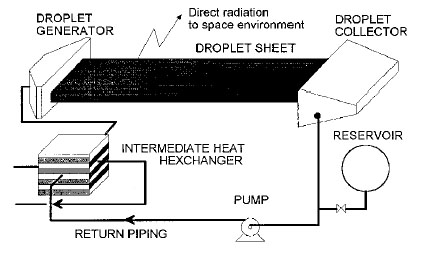 DROPLET
GENERATOR
Direct radiation
to space environment
DROPLET
COLLECTOR
DROPLET SHEET
INTERMEDIATE HEAT
HEXCHANGER
RESERVOIR
PUMP
RETURN PIPING